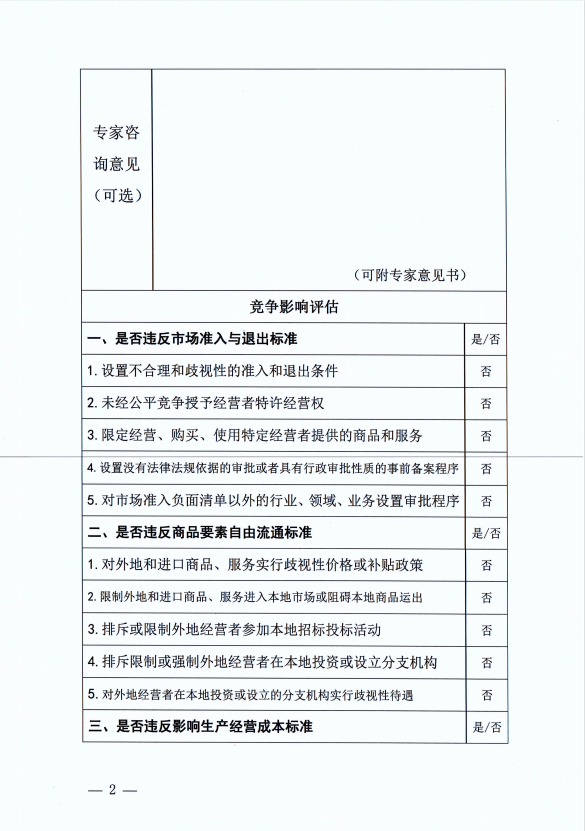 专家咨
询意见
（可选）
（可附专家意见书）
竞争影响评估
一、是否违反市场准入与退出标准 是/否
1.设置不合理和歧视性的准入和退出条件 否
2.未经公平竞争授予经营者特许经营权 否
3.限定经营、购买、使用特定经营者提供的商品和服务 否
4.设置没有法律法规依据的审批或者具有行政审批性质的事前备案程序 否
5.对市场准入负面清单以外的行业、领域、业务设置审批程序 否
二、是否违反商品要素自由流通标准 是/否
1.对外地和进口商品、服务实行歧视性价格或补贴政策 否
2.限制外地和进口商品、服务进入本地市场或阻碍本地商品运出 否
3.排斥或限制外地经营者参加本地招标投标活动 否
4.排斥限制或强制外地经营者在本地投资或设立分支机构 否
5.对外地经营者在本地投资或设立的分支机构实行歧视性待遇 否
三、是否违反影响生产经营成本标准 是/否
— 2 —